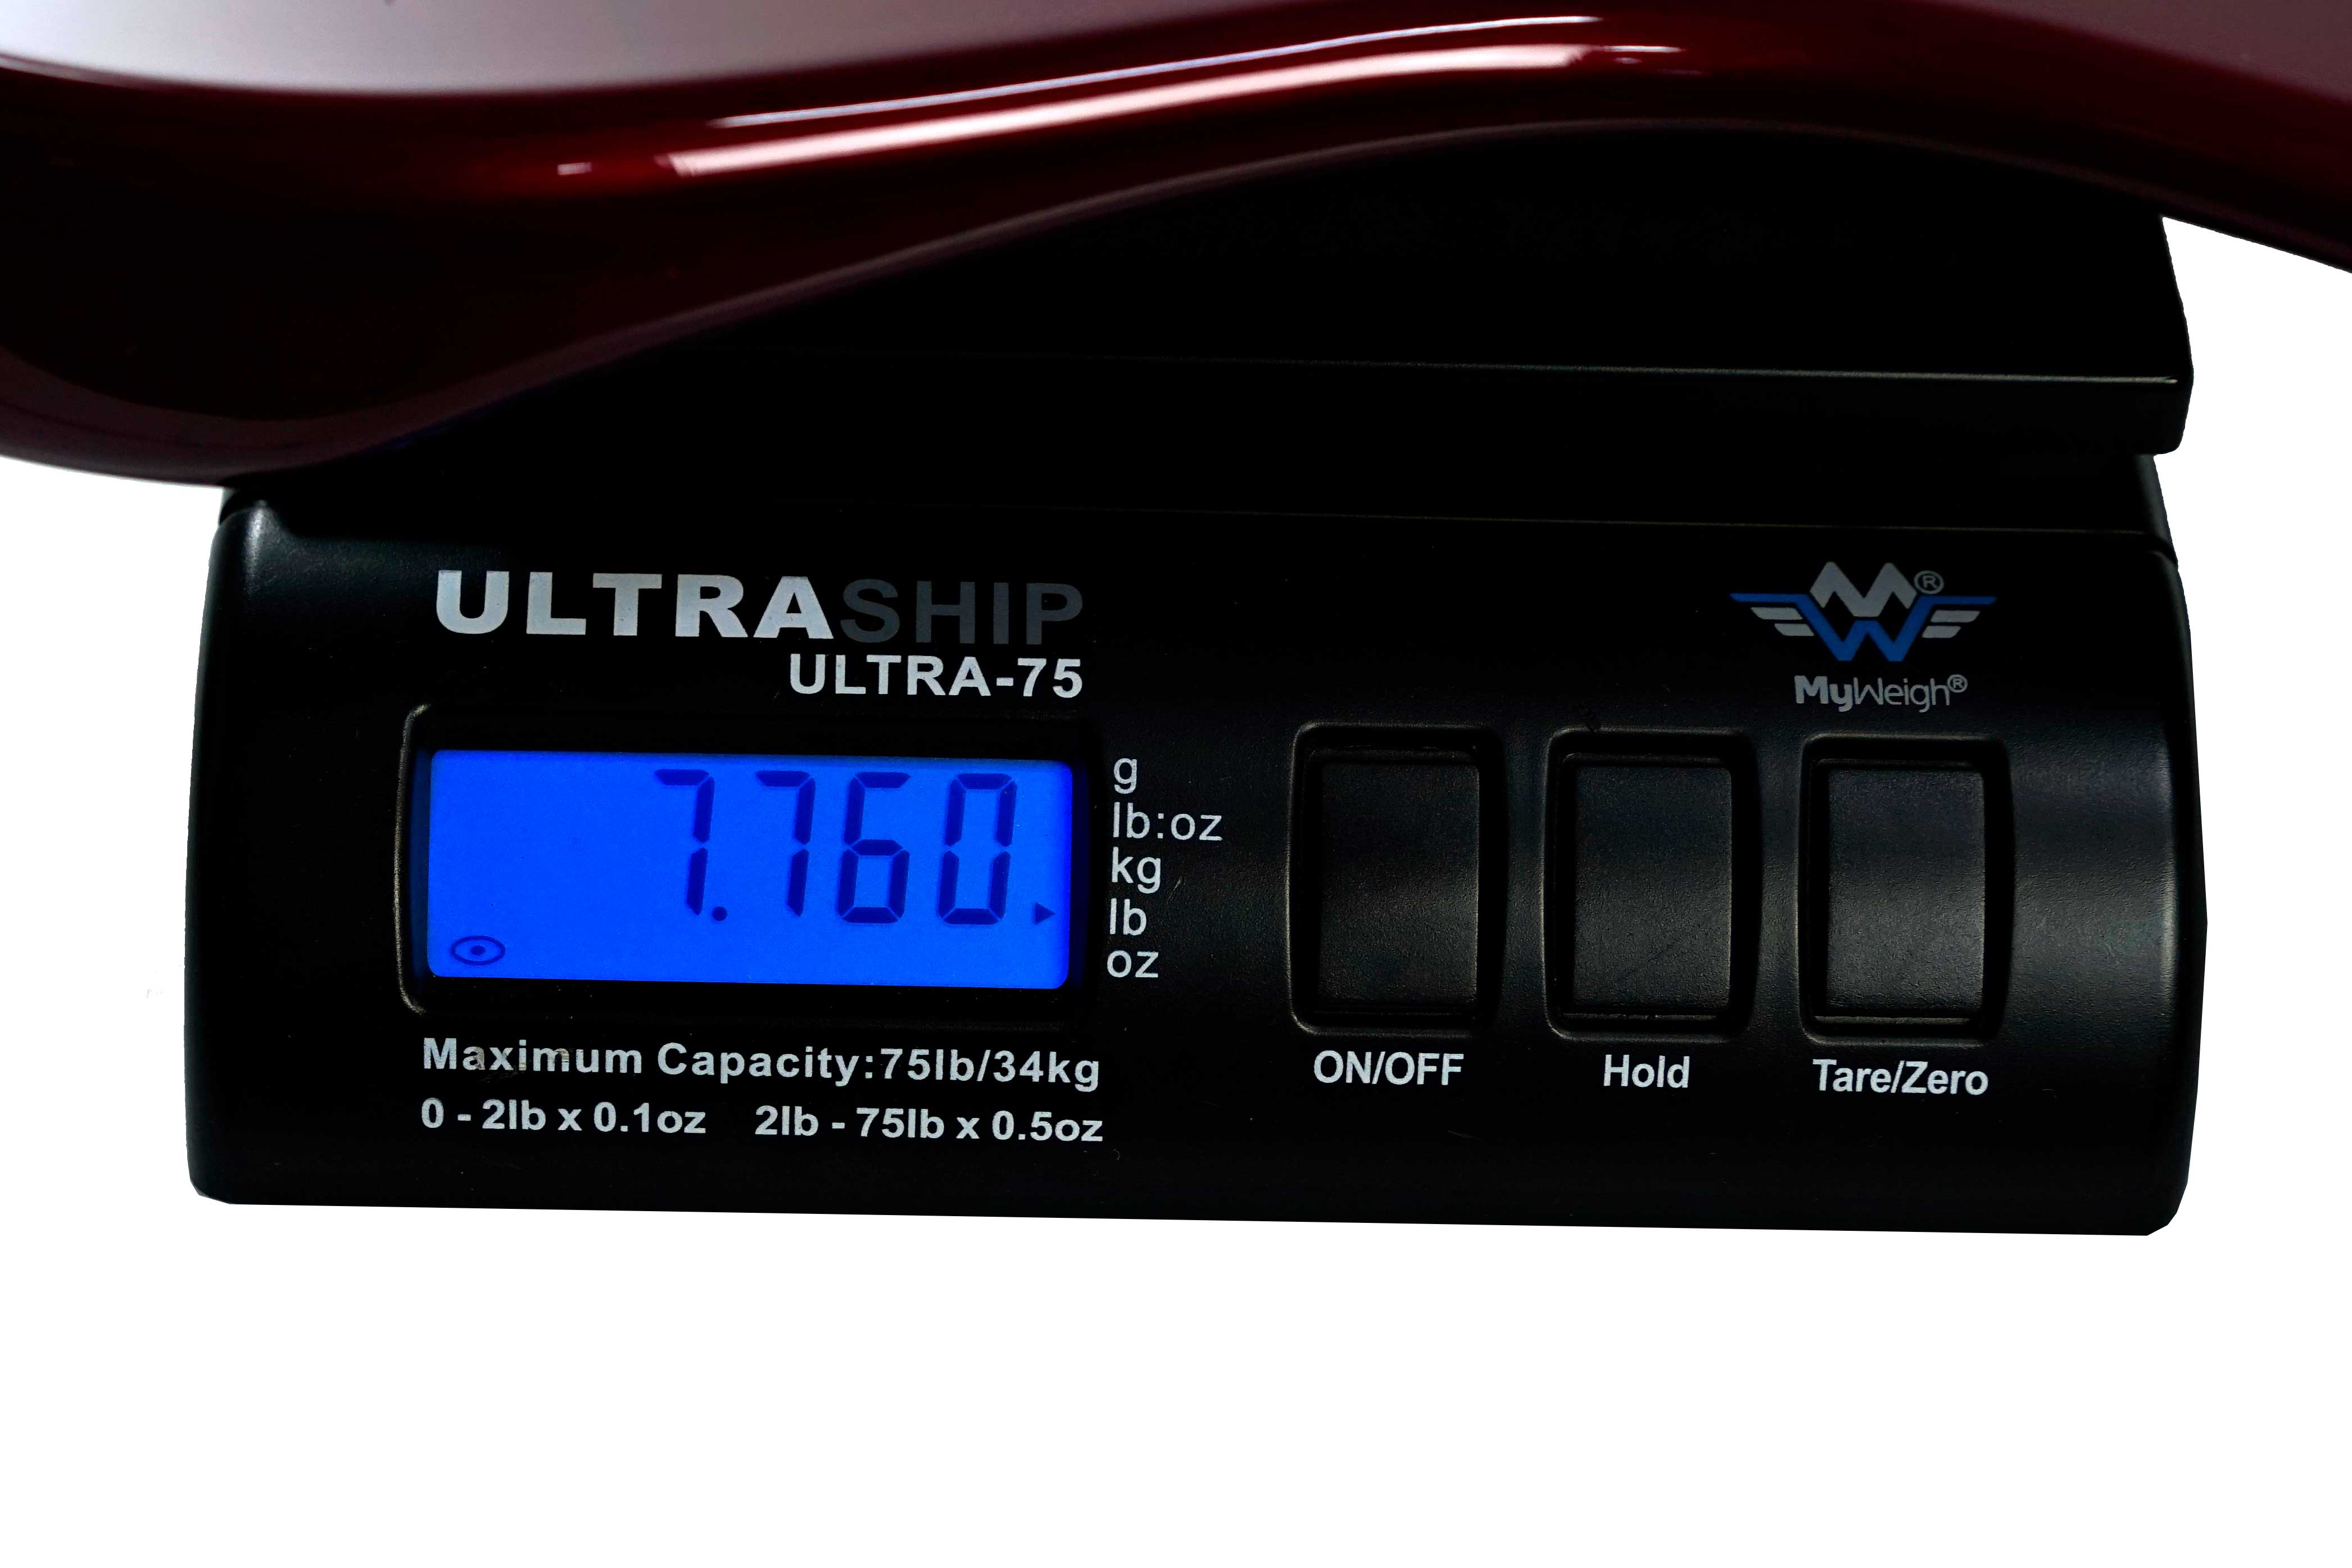 ULTRASHIP
ULTRA-75
MW®
MyWeigh®
7.760
g
lb:oz
kg
lb
oz
Maximum Capacity:75lb/34kg
0 - 2lb x 0.1oz 2lb - 75lb x 0.5oz
ON/OFF
Hold
Tare/Zero